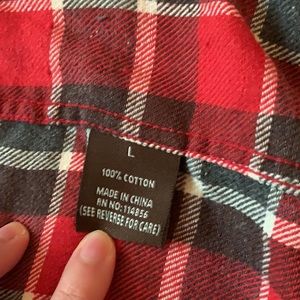 L
100% COTTON
MADE IN CHINA
RN NO: 114856
(SEE REVERSE FOR CARE)